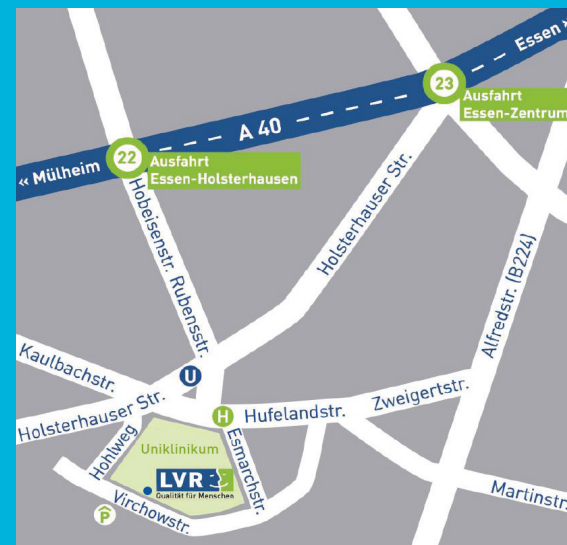 Essen »
23
Ausfahrt
Essen-Zentrum
A 40
« Mülheim
22
Ausfahrt
Essen-Holsterhausen
Hobeisenstr.
Rubensstr.
Holsterhauser Str.
Alfredstr. (B224)
Kaulbachstr.
U
Holsterhauser Str.
H
Hufelandstr.
Zweigertstr.
Hohlweg
Uniklinikum
Esmarchstr.
LVR
Qualität für Menschen
Virchowstr.
P
Martinstr.